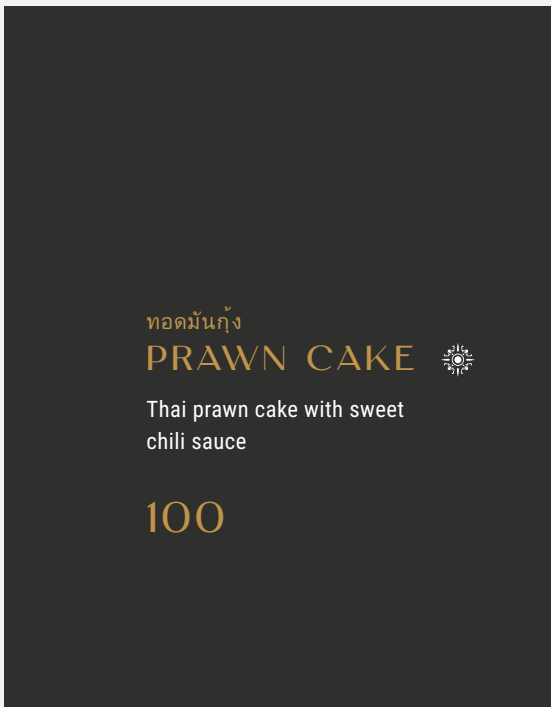 ทอดมันกุ้ง
PRAWN CAKE
Thai prawn cake with sweet
chili sauce
100